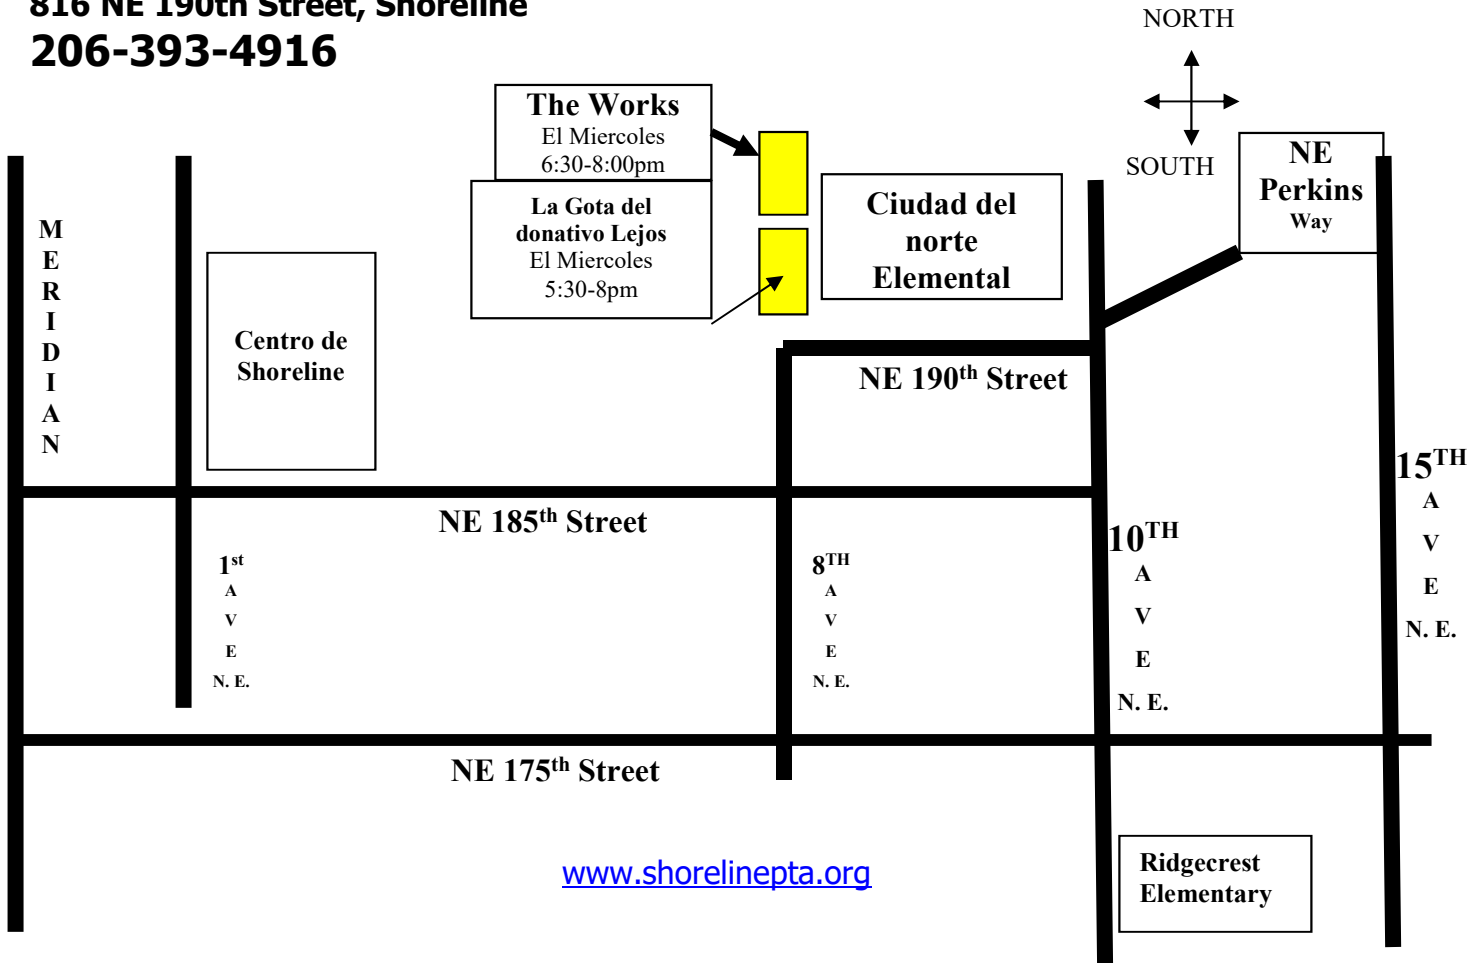 816 NE 190th Street, Shoreline
206-393-4916
NORTH
SOUTH
The Works
El Miercoles
6:30-8:00pm
La Gota del
donativo Lejos
El Miercoles
5:30-8pm
Ciudad del
norte
Elemental
NE
Perkins
Way
M
E
R
I
D
I
A
N
Centro de
Shoreline
NE 190th Street
NE 185th Street
1st
A
V
E
N. E.
8TH
A
V
E
N. E.
10TH
A
V
E
N. E.
15TH
A
V
E
N. E.
NE 175th Street
www.shorelinepta.org
Ridgecrest
Elementary